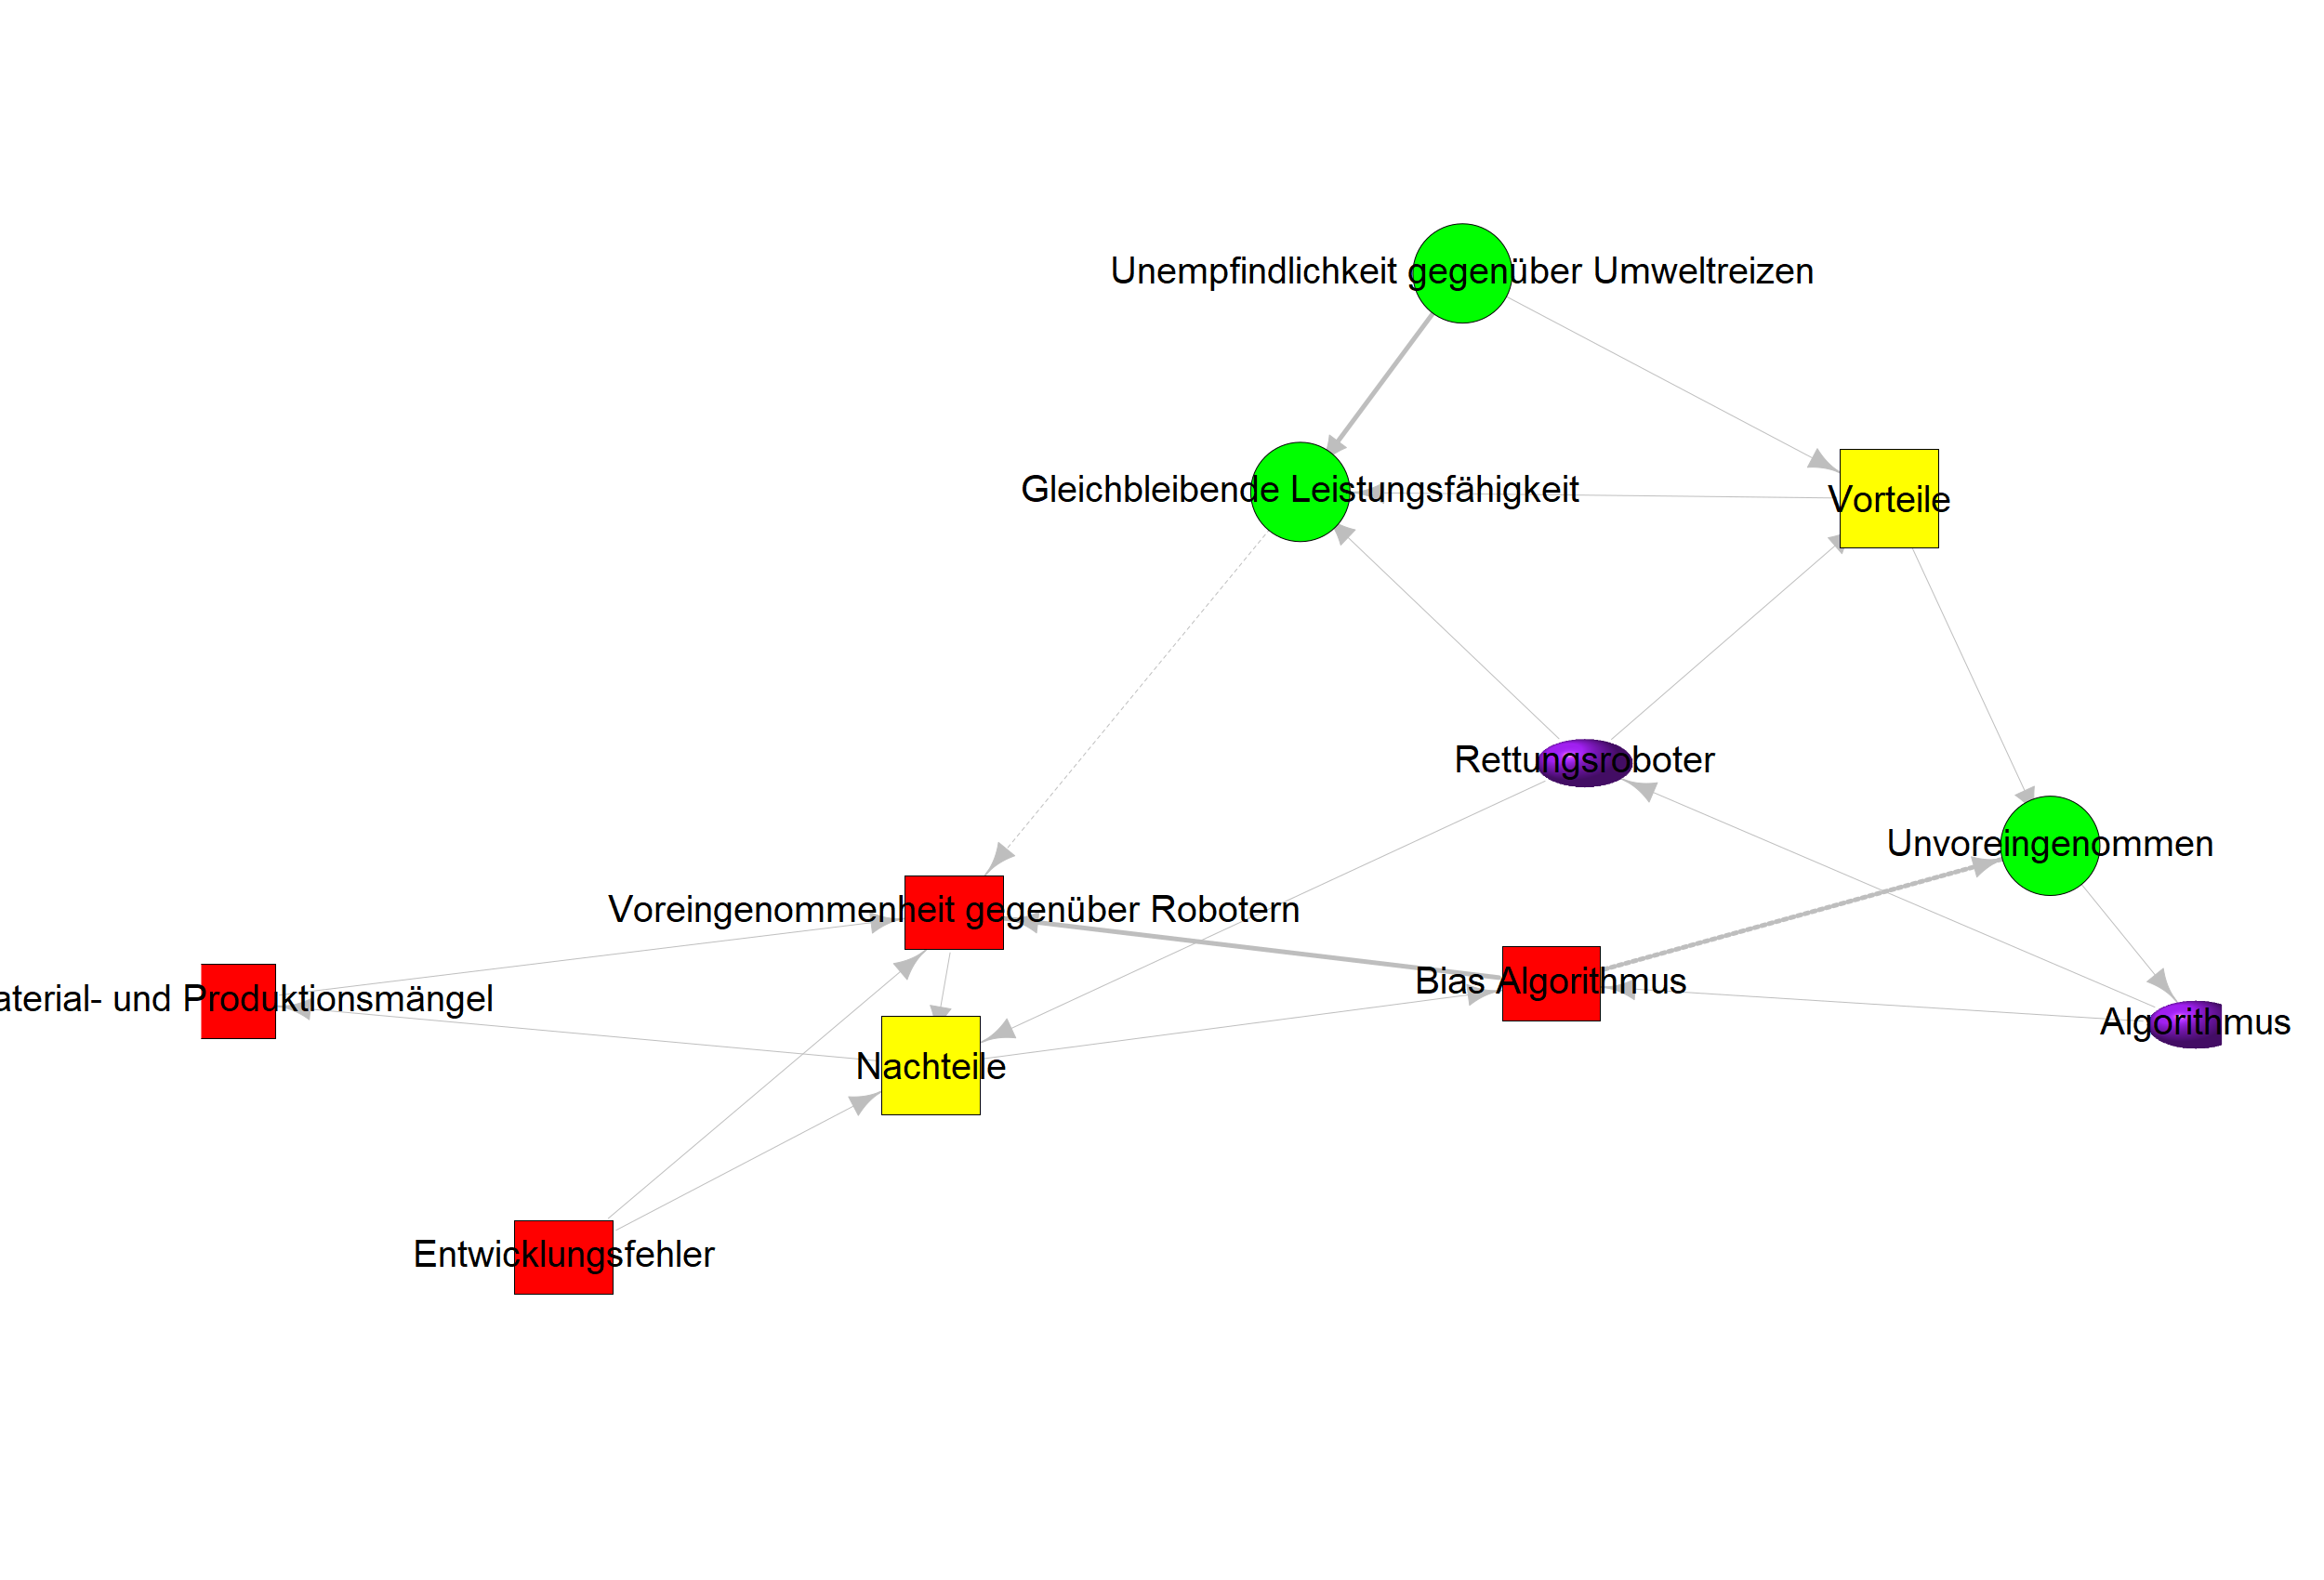 Unempfindlichkeit gegenüber Umweltreizen
Gleichbleibende Leistungsfähigkeit
Vorteile
Rettungsroboter
Unvoreingenommen
Voreingenommenheit gegenüber Robotern
Bias Algorithmus
aterial- und Produktionsmängel
Algorithmus
Nachteile
Entwicklungsfehler